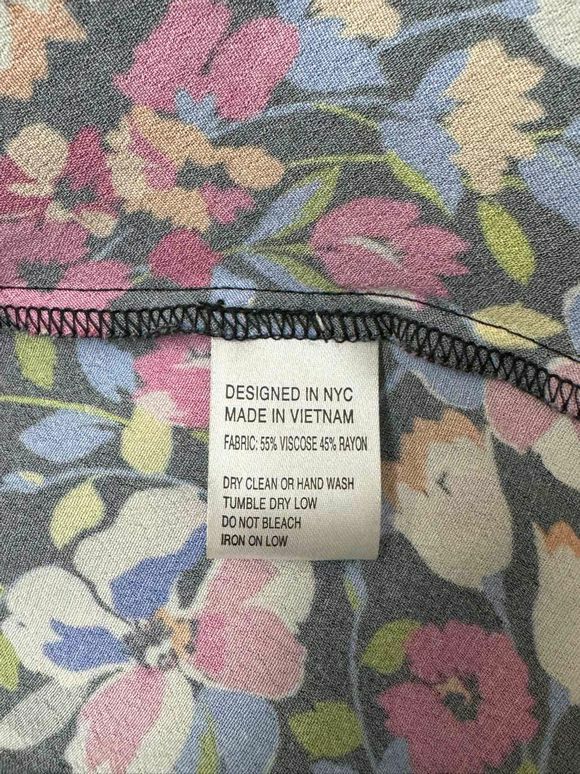 DESIGNED IN NYC
MADE IN VIETNAM
FABRIC: 55% VISCOSE 45% RAYON
DRY CLEAN OR HAND WASH
TUMBLE DRY LOW
DO NOT BLEACH
IRON ON LOW